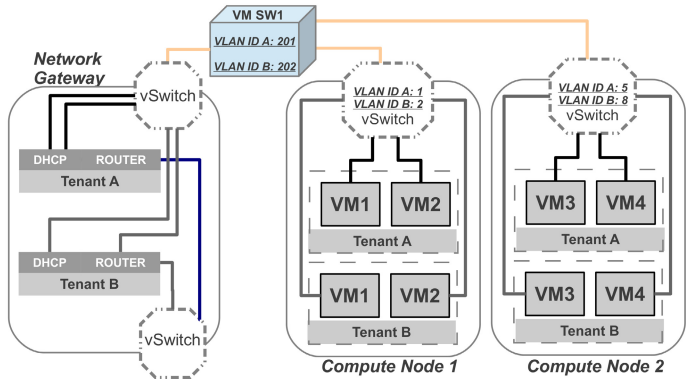 VM SW1
VLAN ID A: 201
VLAN ID B: 202
Network
Gateway
vSwitch
DHCP ROUTER
Tenant A
DHCP ROUTER
Tenant B
vSwitch
VLAN ID A: 1
VLAN ID B: 2
vSwitch
VM1 VM2
Tenant A
VM1 VM2
Tenant B
Compute Node 1
VLAN ID A: 5
VLAN ID B: 8
vSwitch
VM3 VM4
Tenant A
VM3 VM4
Tenant B
Compute Node 2